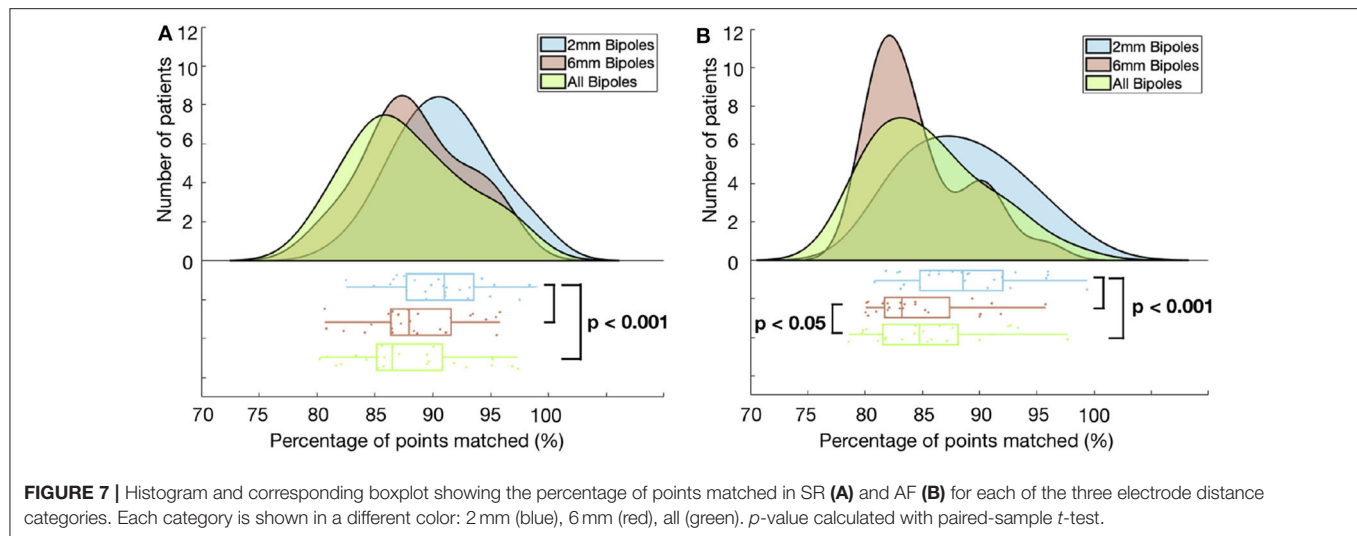 A
12
10
8
6
4
2
0
Number of patients
2mm Bipoles
6mm Bipoles
All Bipoles
p < 0.001
70 75 80 85 90 95 100
Percentage of points matched (%)
B
12
10
8
6
4
2
0
Number of patients
2mm Bipoles
6mm Bipoles
All Bipoles
p < 0.05
p < 0.001
70 75 80 85 90 95 100
Percentage of points matched (%)
FIGURE 7 | Histogram and corresponding boxplot showing the percentage of points matched in SR (A) and AF (B) for each of the three electrode distance
categories. Each category is shown in a different color: 2 mm (blue), 6 mm (red), all (green). p-value calculated with paired-sample t-test.